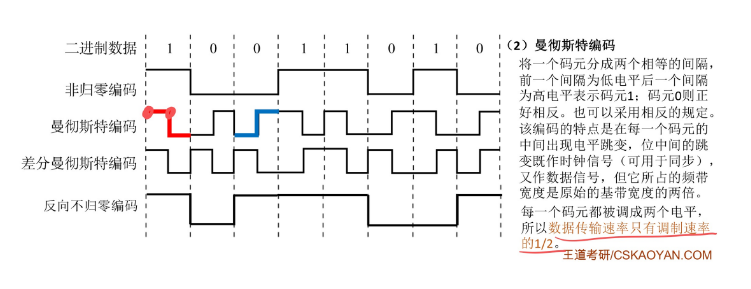 二进制数据 1 0 0 1 1 0 1 0
非归零编码
曼彻斯特编码
差分曼彻斯特编码
反向不归零编码
（2）曼彻斯特编码
将一个码元分成两个相等的间隔，
前一个间隔为低电平后一个间隔
为高电平表示码元1；码元0则正
好相反。也可以采用相反的规定。
该编码的特点是在每一个码元的
中间出现电平跳变，位中间的跳
变既作时钟信号（可用于同步），
又作数据信号，但它所占的频带
宽度是原始的基带宽度的两倍。
每一个码元都被调成两个电平，
所以数据传输速率只有调制速率
的1/2。
王道考研/CSKAOYAN.COM